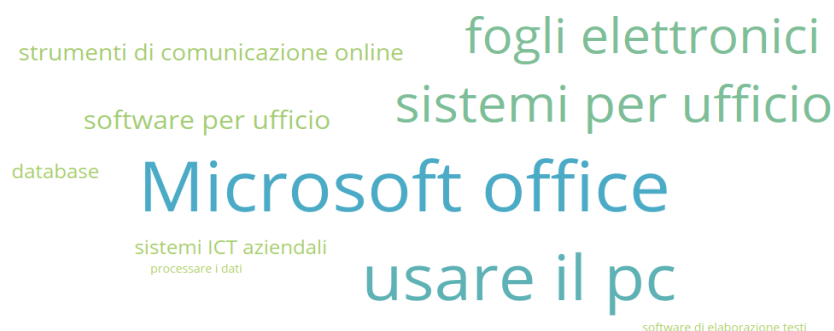 fogli elettronici
strumenti di comunicazione online
sistemi per ufficio
software per ufficio
database
Microsoft office
sistemi ICT aziendali
processare i dati
usare il pc
software di elaborazione testi